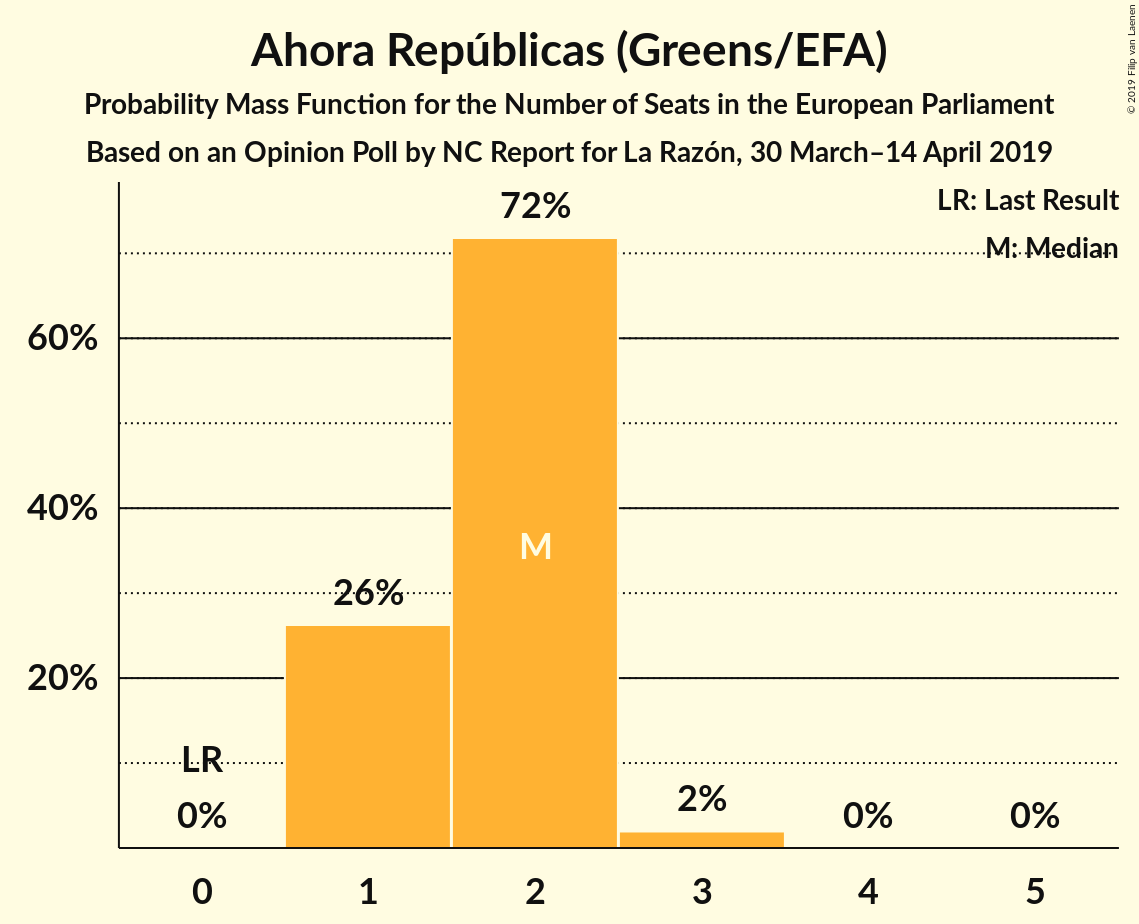 Ahora Repúblicas (Greens/EFA)
Probability Mass Function for the Number of Seats in the European Parliament
Based on an Opinion Poll by NC Report for La Razón, 30 March–14 April 2019
© 2019 Filip van Laenen
LR: Last Result
M: Median
72%
60%
40%
M
26%
20%
LR
0%
2%
0%
0%
0 1 2 3 4 5